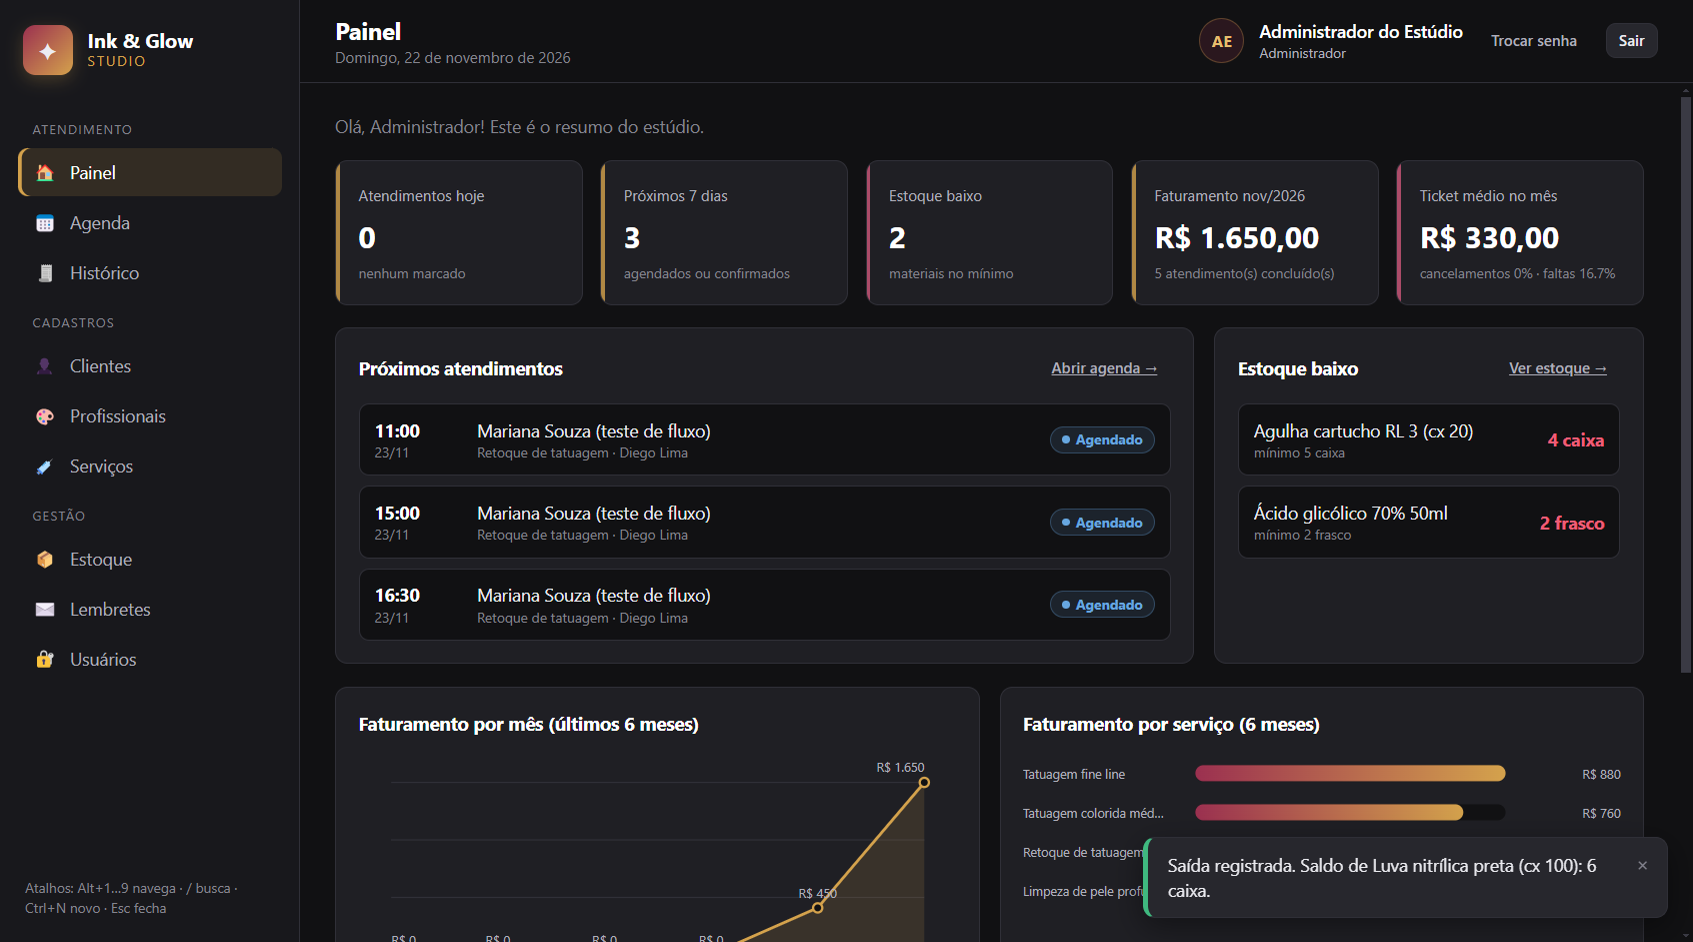 Ink & Glow
STUDIO
ATENDIMENTO
Painel
Agenda
Histórico
CADASTROS
Clientes
Profissionais
Serviços
GESTÃO
Estoque
Lembretes
Usuários
Atalhos: Alt+1...9 navega · / busca ·
Ctrl+N novo · Esc fecha
Painel
Domingo, 22 de novembro de 2026
AE
Administrador do Estúdio
Administrador
Trocar senha
Sair
Olá, Administrador! Este é o resumo do estúdio.
Atendimentos hoje
0
nenhum marcado
Próximos 7 dias
3
agendados ou confirmados
Estoque baixo
2
materiais no mínimo
Faturamento nov/2026
R$ 1.650,00
5 atendimento(s) concluído(s)
Ticket médio no mês
R$ 330,00
cancelamentos 0% · faltas 16.7%
Próximos atendimentos
Abrir agenda →
11:00
23/11
Mariana Souza (teste de fluxo)
Retoque de tatuagem · Diego Lima
Agendado
15:00
23/11
Mariana Souza (teste de fluxo)
Retoque de tatuagem · Diego Lima
Agendado
16:30
23/11
Mariana Souza (teste de fluxo)
Retoque de tatuagem · Diego Lima
Agendado
Estoque baixo
Ver estoque →
Agulha cartucho RL 3 (cx 20)
mínimo 5 caixa
4 caixa
Ácido glicólico 70% 50ml
mínimo 2 frasco
2 frasco
Faturamento por mês (últimos 6 meses)
R$ 1.650
R$ 450
R$ 0
R$ 0
R$ 0
R$ 0
Faturamento por serviço (6 meses)
Tatuagem fine line
R$ 880
Tatuagem colorida méd...
R$ 760
Retoque de tatuagem
Limpeza de pele profu
Saída registrada. Saldo de Luva nitrílica preta (cx 100): 6
caixa.